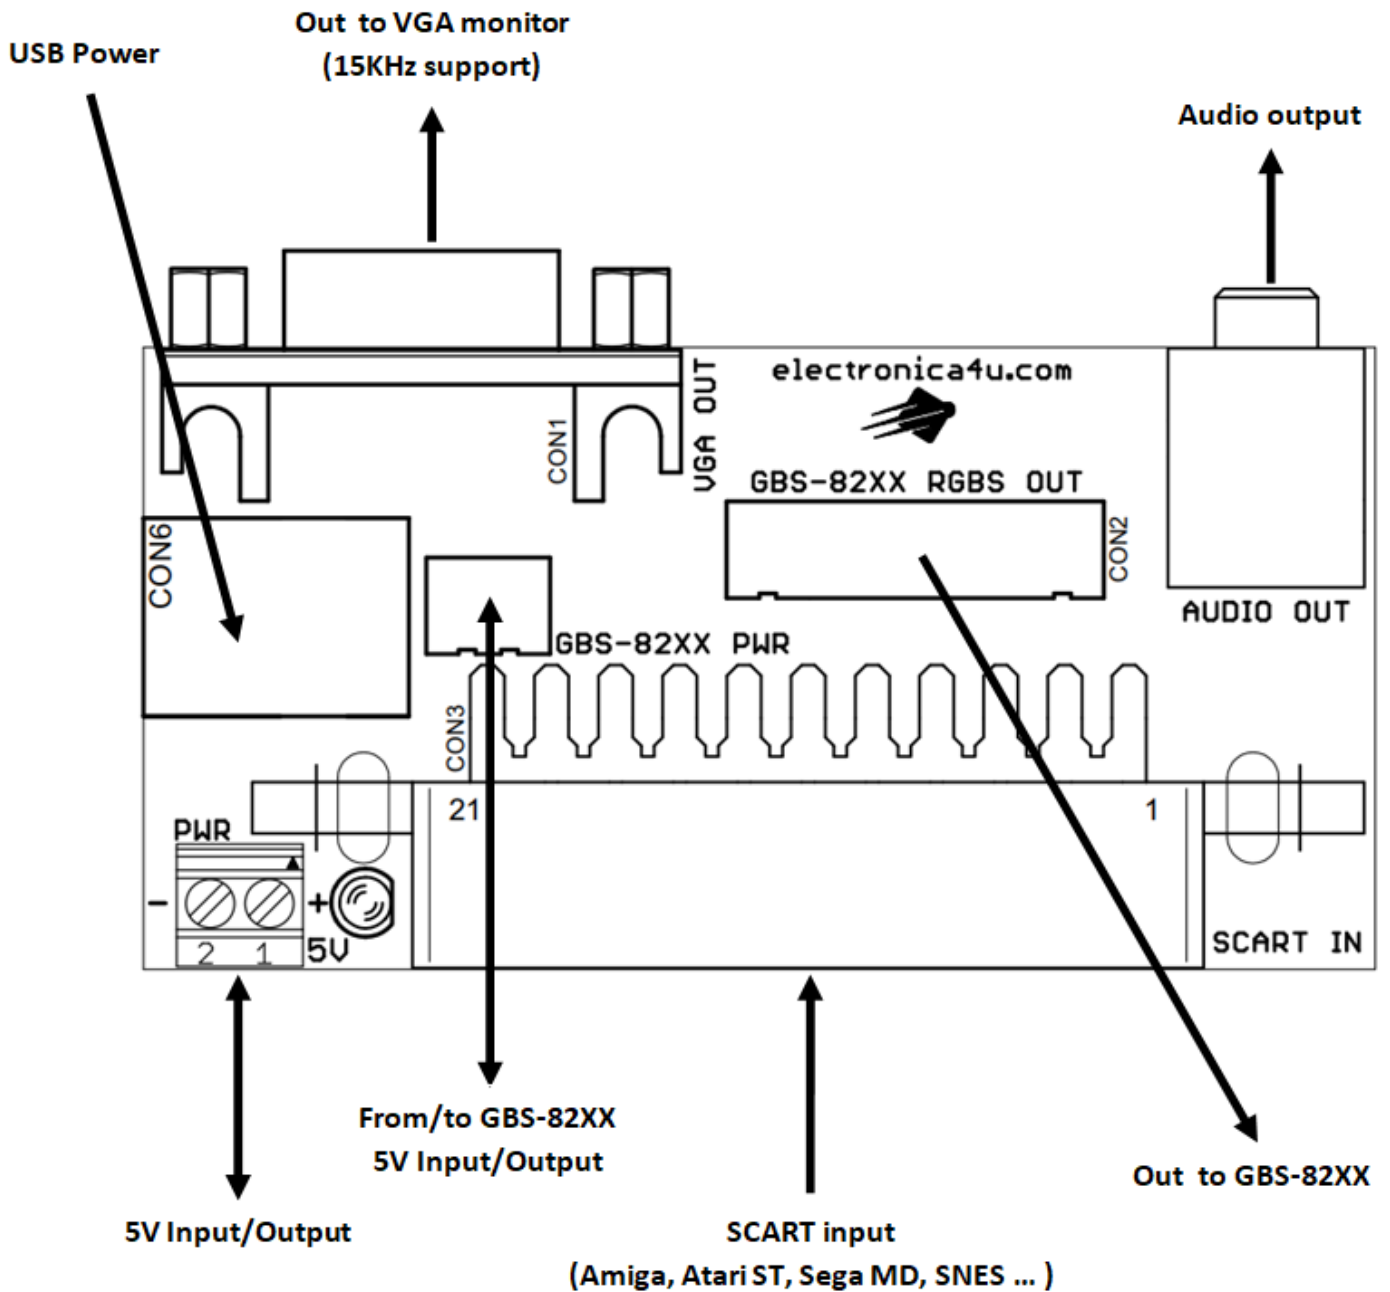 Out to VGA monitor
(15KHz support)
USB Power
Audio output
electronica4u.com
VGA OUT
CON1
GBS-82XX RGBS OUT
CON2
CON6
AUDIO OUT
GBS-82XX PWR
CON3
21
1
PWR
- +
2 1
5V
SCART IN
From/to GBS-82XX
5V Input/Output
Out to GBS-82XX
5V Input/Output
SCART input
(Amiga, Atari ST, Sega MD, SNES ... )